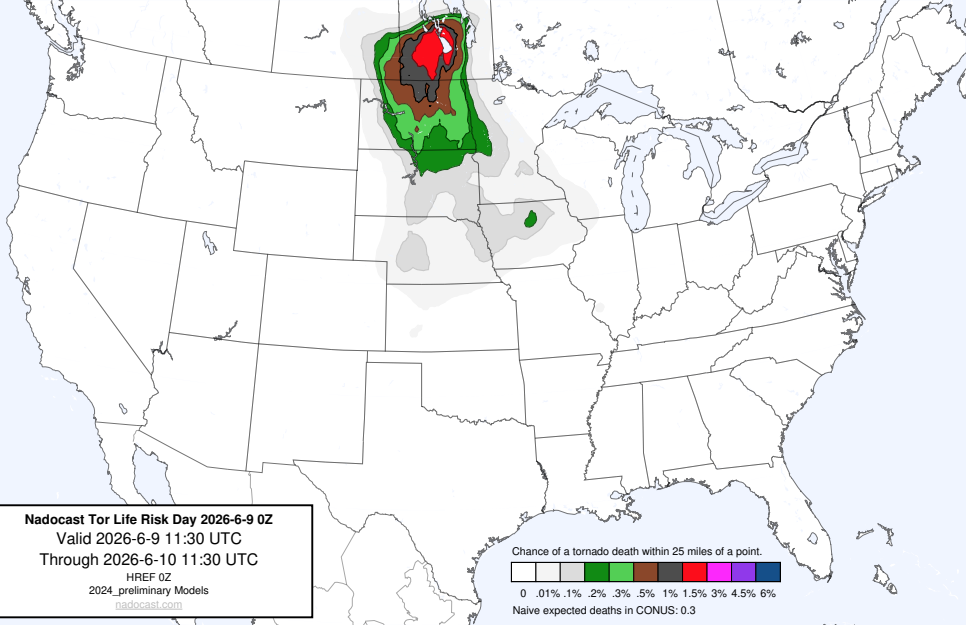 Nadocast Tor Life Risk Day 2026-6-9 0Z
Valid 2026-6-9 11:30 UTC
Through 2026-6-10 11:30 UTC
HREF 0Z
2024_preliminary Models
nadocast.com
Chance of a tornado death within 25 miles of a point.
0 .01% .1% .2% .3% .5% 1% 1.5% 3% 4.5% 6%
Naive expected deaths in CONUS: 0.3